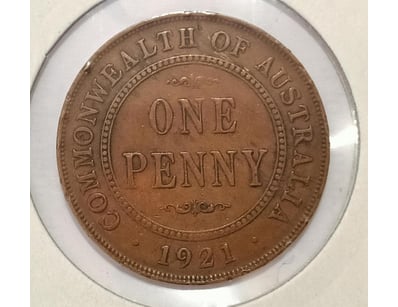 COMMONWEALTH OF AUSTRALIA
ONE
PENNY
· 1921 ·